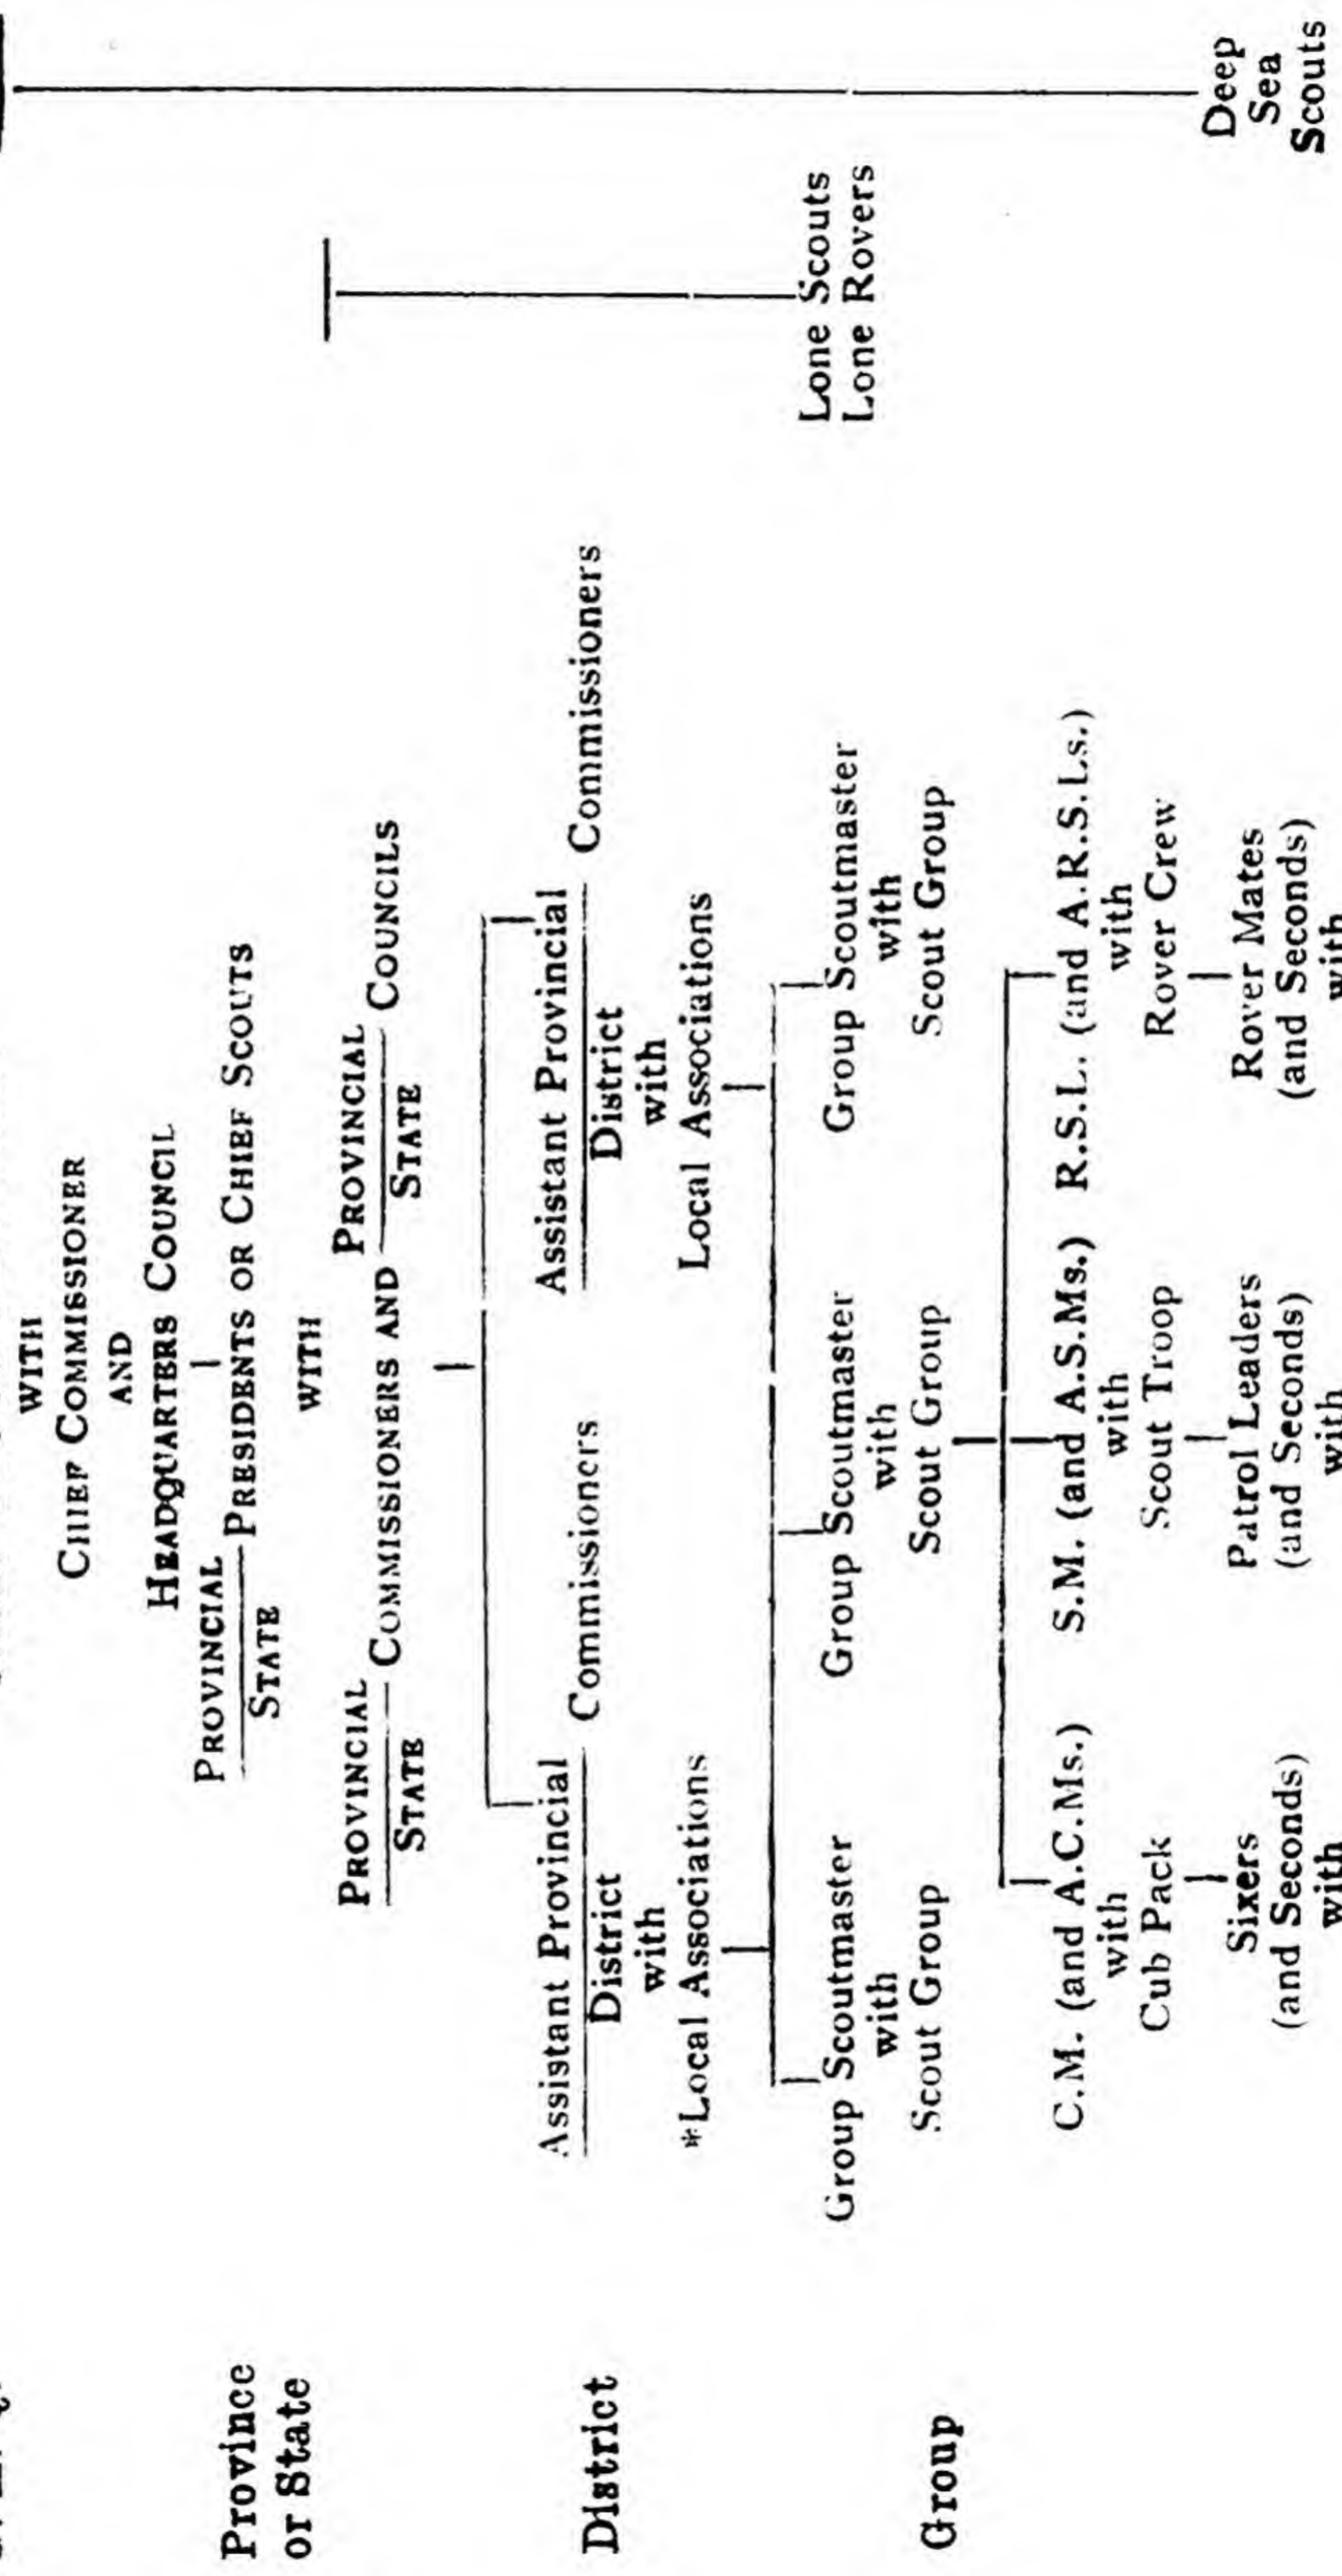 WITH
CHIEF COMMISSIONER
AND
HEADQUARTERS COUNCIL
Province
or State
PROVINCIAL
STATE
PRESIDENTS OR CHIEF SCOUTS
WITH
PROVINCIAL
STATE
COMMISSIONERS AND
PROVINCIAL
STATE
COUNCILS
District
Assistant Provincial
District
Commissioners
with
*Local Associations
Assistant Provincial
District
Commissioners
with
Local Associations
Group
Group Scoutmaster
with
Scout Group
Group Scoutmaster
with
Scout Group
Group Scoutmaster
with
Scout Group
Lone Scouts
Lone Rovers
C.M. (and A.C.Ms.)
with
Cub Pack
Sixers
(and Seconds)
with
S.M. (and A.S.Ms.)
with
Scout Troop
Patrol Leaders
(and Seconds)
with
R.S.L. (and A.R.S.Ls.)
with
Rover Crew
Rover Mates
(and Seconds)
with
Deep
Sea
Scouts